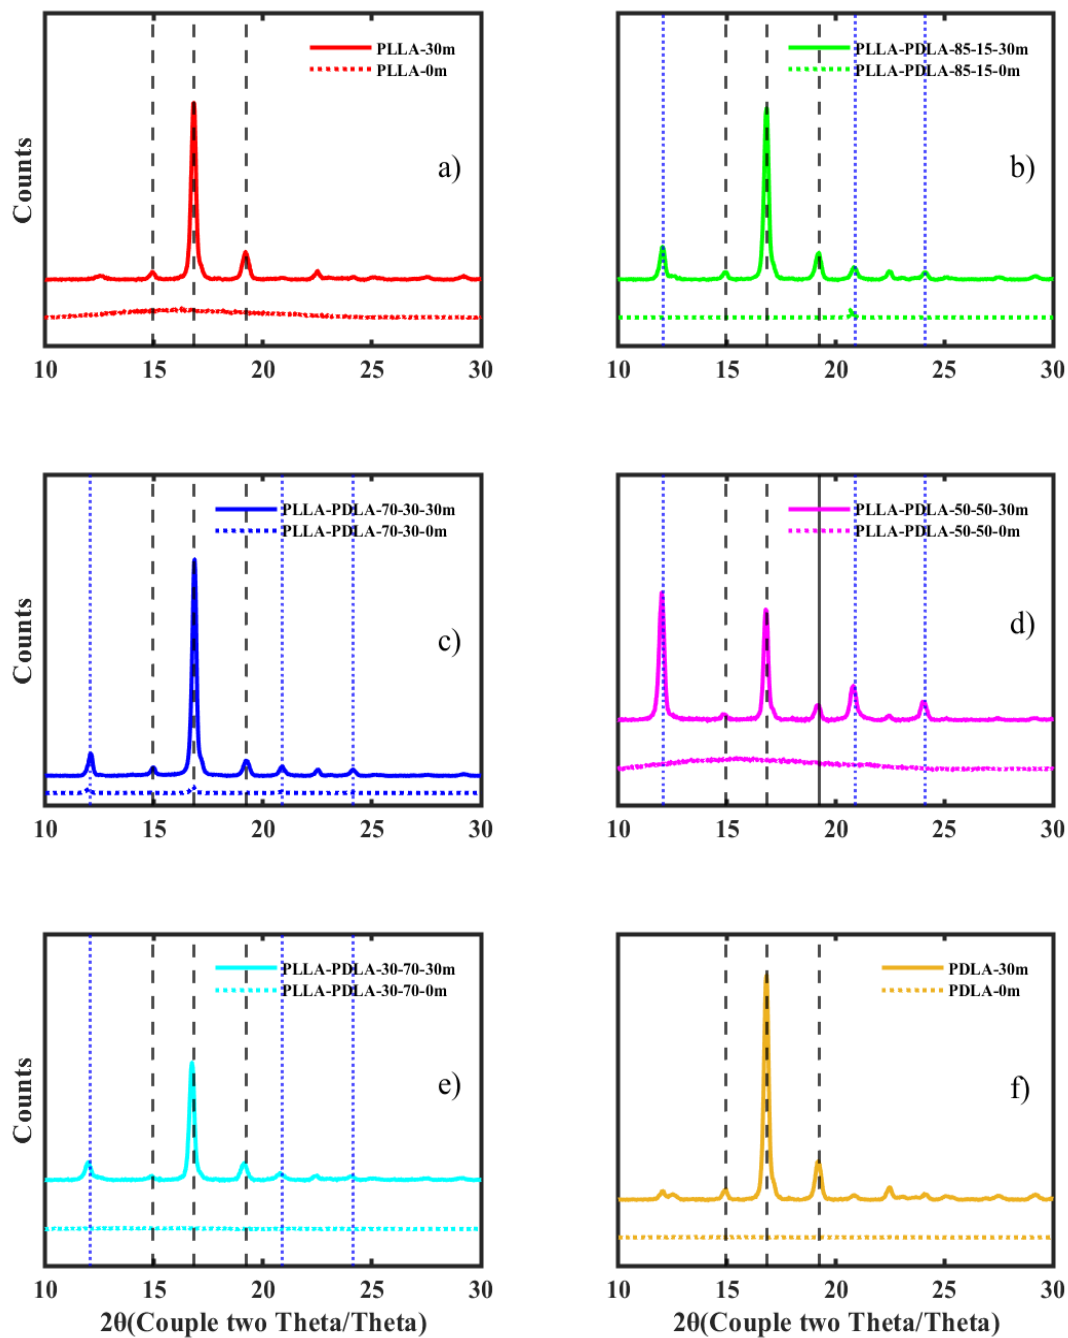 PLLA-30m
PLLA-0m
a)
Counts
10 15 20 25 30
PLLA-PDLA-85-15-30m
PLLA-PDLA-85-15-0m
b)
10 15 20 25 30
PLLA-PDLA-70-30-30m
PLLA-PDLA-70-30-0m
c)
Counts
10 15 20 25 30
PLLA-PDLA-50-50-30m
PLLA-PDLA-50-50-0m
d)
10 15 20 25 30
PLLA-PDLA-30-70-30m
PLLA-PDLA-30-70-0m
e)
Counts
10 15 20 25 30
2θ(Couple two Theta/Theta)
PDLA-30m
PDLA-0m
f)
10 15 20 25 30
2θ(Couple two Theta/Theta)